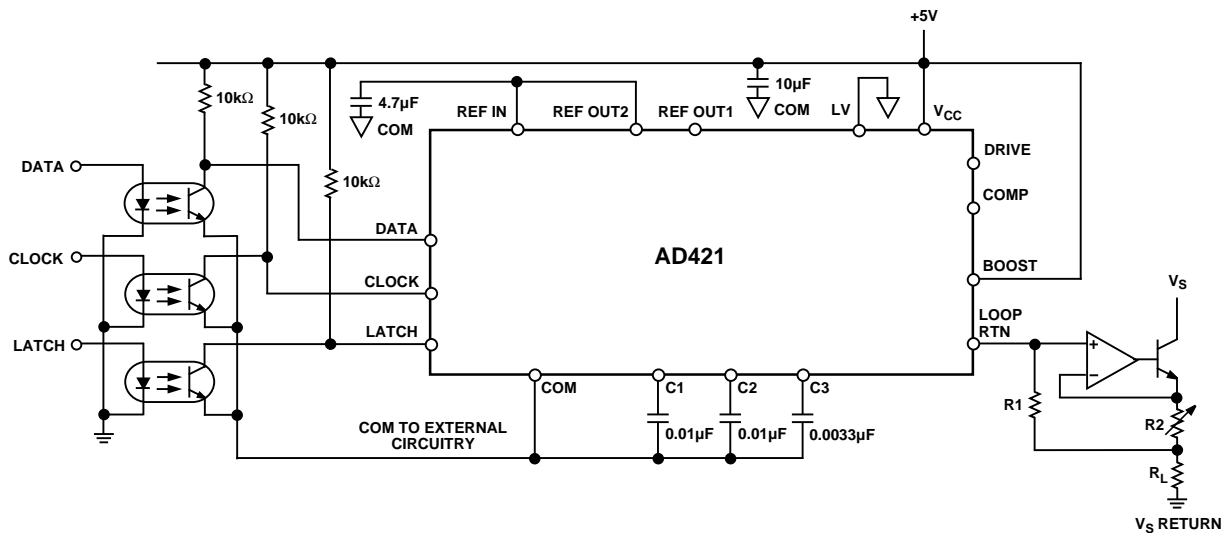 +5V
10kΩ
10kΩ
10kΩ
4.7µF
COM
10µF
COM
REF IN
REF OUT2
REF OUT1
LV
VCC
DRIVE
COMP
BOOST
LOOP
RTN
DATA
CLOCK
LATCH
DATA
CLOCK
LATCH
AD421
COM
C1
C2
C3
0.01µF
0.01µF
0.0033µF
COM TO EXTERNAL
CIRCUITRY
VS
+
–
R1
R2
RL
VS RETURN